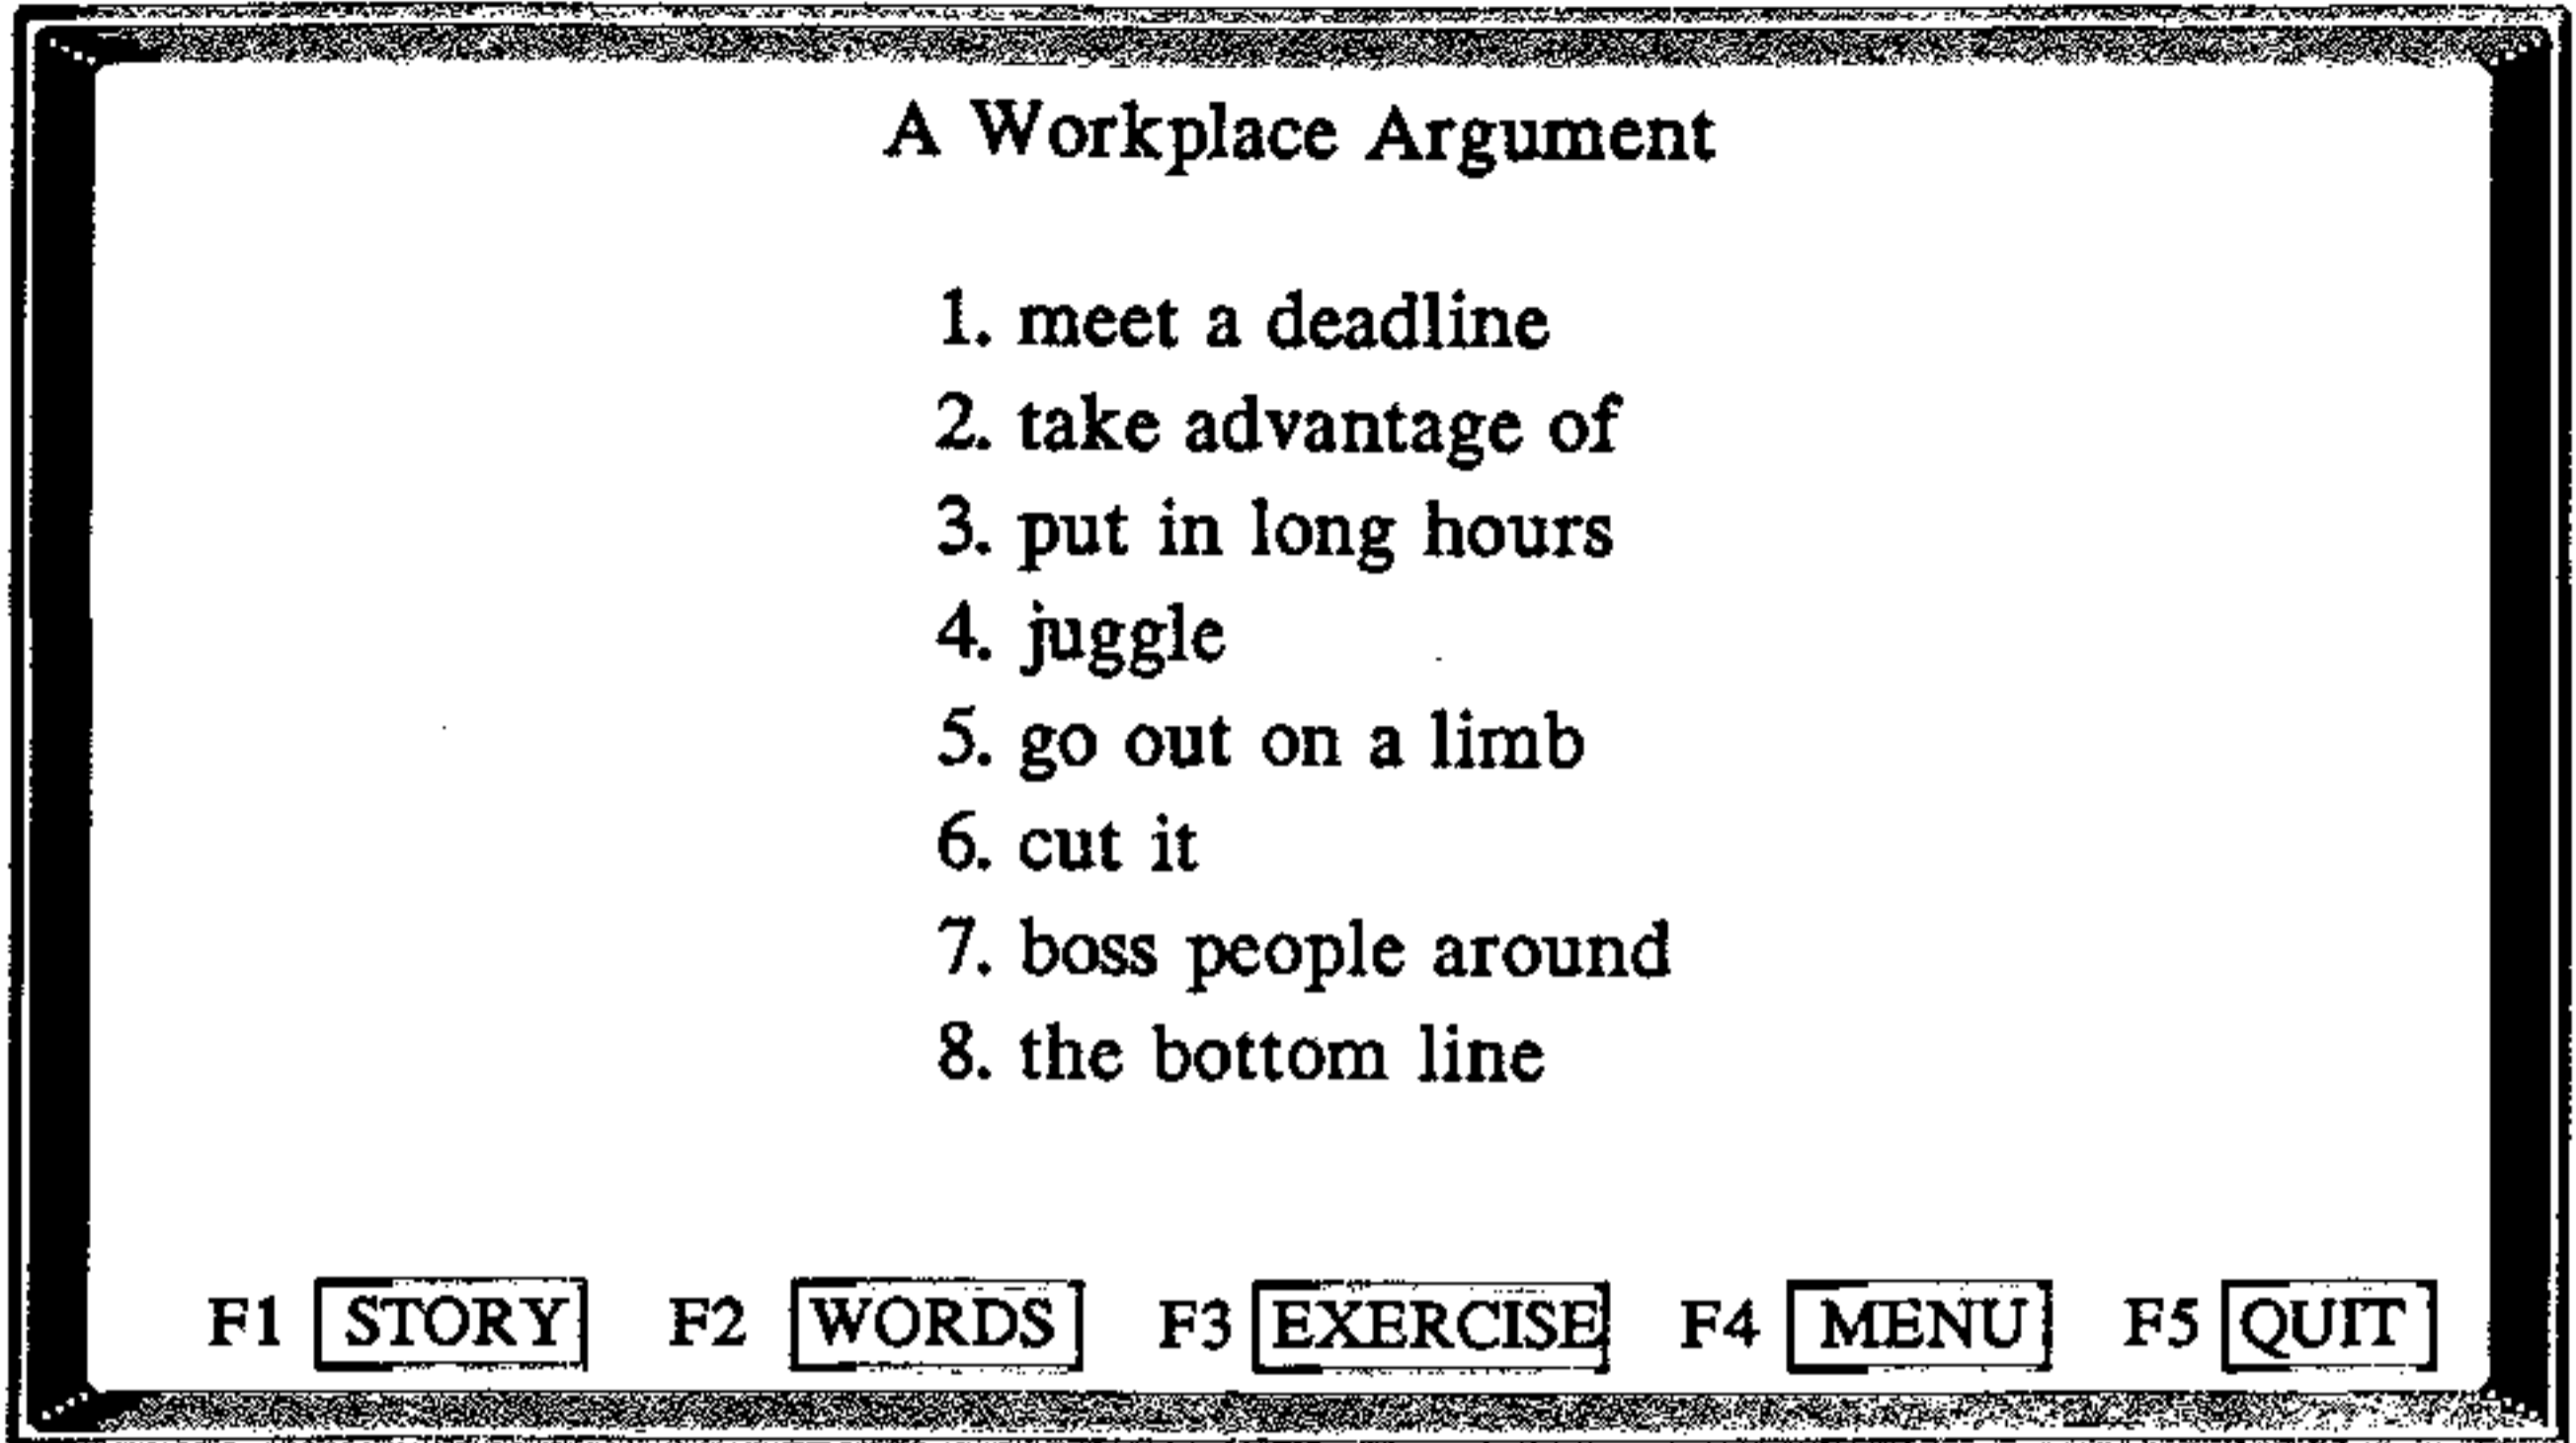 A Workplace Argument
1. meet a deadline
2. take advantage of
3. put in long hours
4. juggle
5. go out on a limb
6. cut it
7. boss people around
8. the bottom line
F1 STORY F2 WORDS F3 EXERCISE F4 MENU F5 QUIT